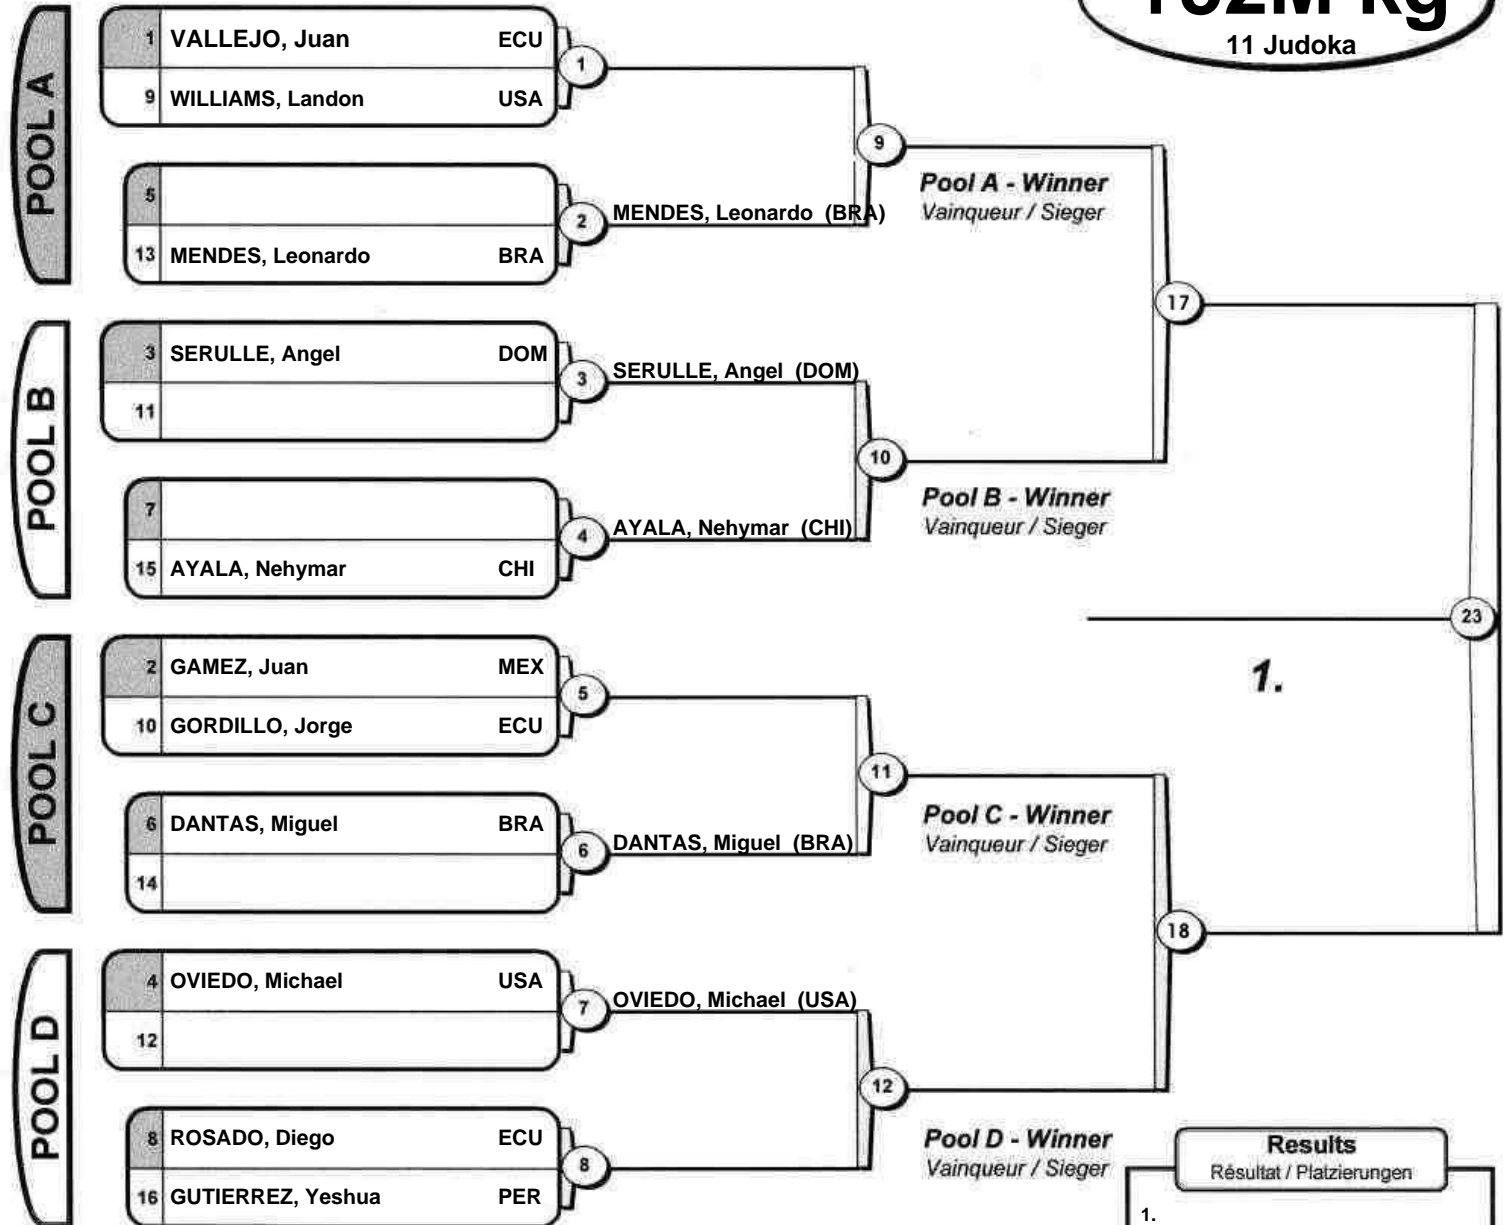 11 Judoka
POOL A
1 VALLEJO, Juan ECU
9 WILLIAMS, Landon USA
1
5
13 MENDES, Leonardo BRA
2
MENDES, Leonardo (BRA)
9
Pool A - Winner
Vainqueur / Sieger
POOL B
3 SERULLE, Angel DOM
11
3
SERULLE, Angel (DOM)
7
15 AYALA, Nehymar CHI
4
AYALA, Nehymar (CHI)
10
Pool B - Winner
Vainqueur / Sieger
17
POOL C
2 GAMEZ, Juan MEX
10 GORDILLO, Jorge ECU
5
6 DANTAS, Miguel BRA
14
6
DANTAS, Miguel (BRA)
11
Pool C - Winner
Vainqueur / Sieger
POOL D
4 OVIEDO, Michael USA
12
7
OVIEDO, Michael (USA)
8 ROSADO, Diego ECU
16 GUTIERREZ, Yeshua PER
8
12
Pool D - Winner
Vainqueur / Sieger
18
23
1.
Results
Résultat / Platzierungen
1.